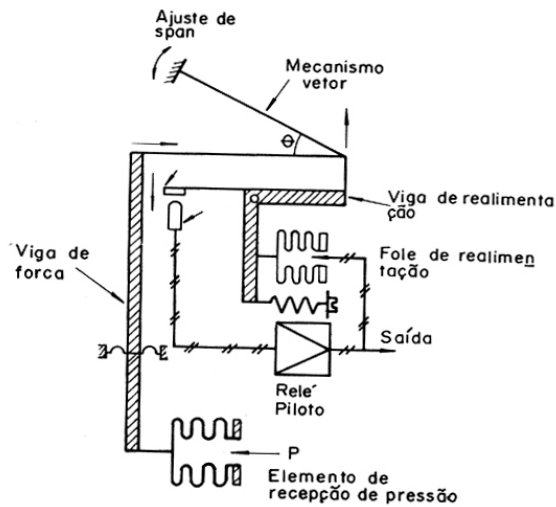 Ajuste de
span
Mecanismo
vetor
Φ
Viga de realimenta
ção
Viga de
forca
Fole de realimen
tação
Saída
Relé
Piloto
P
Elemento de
recepção de pressão